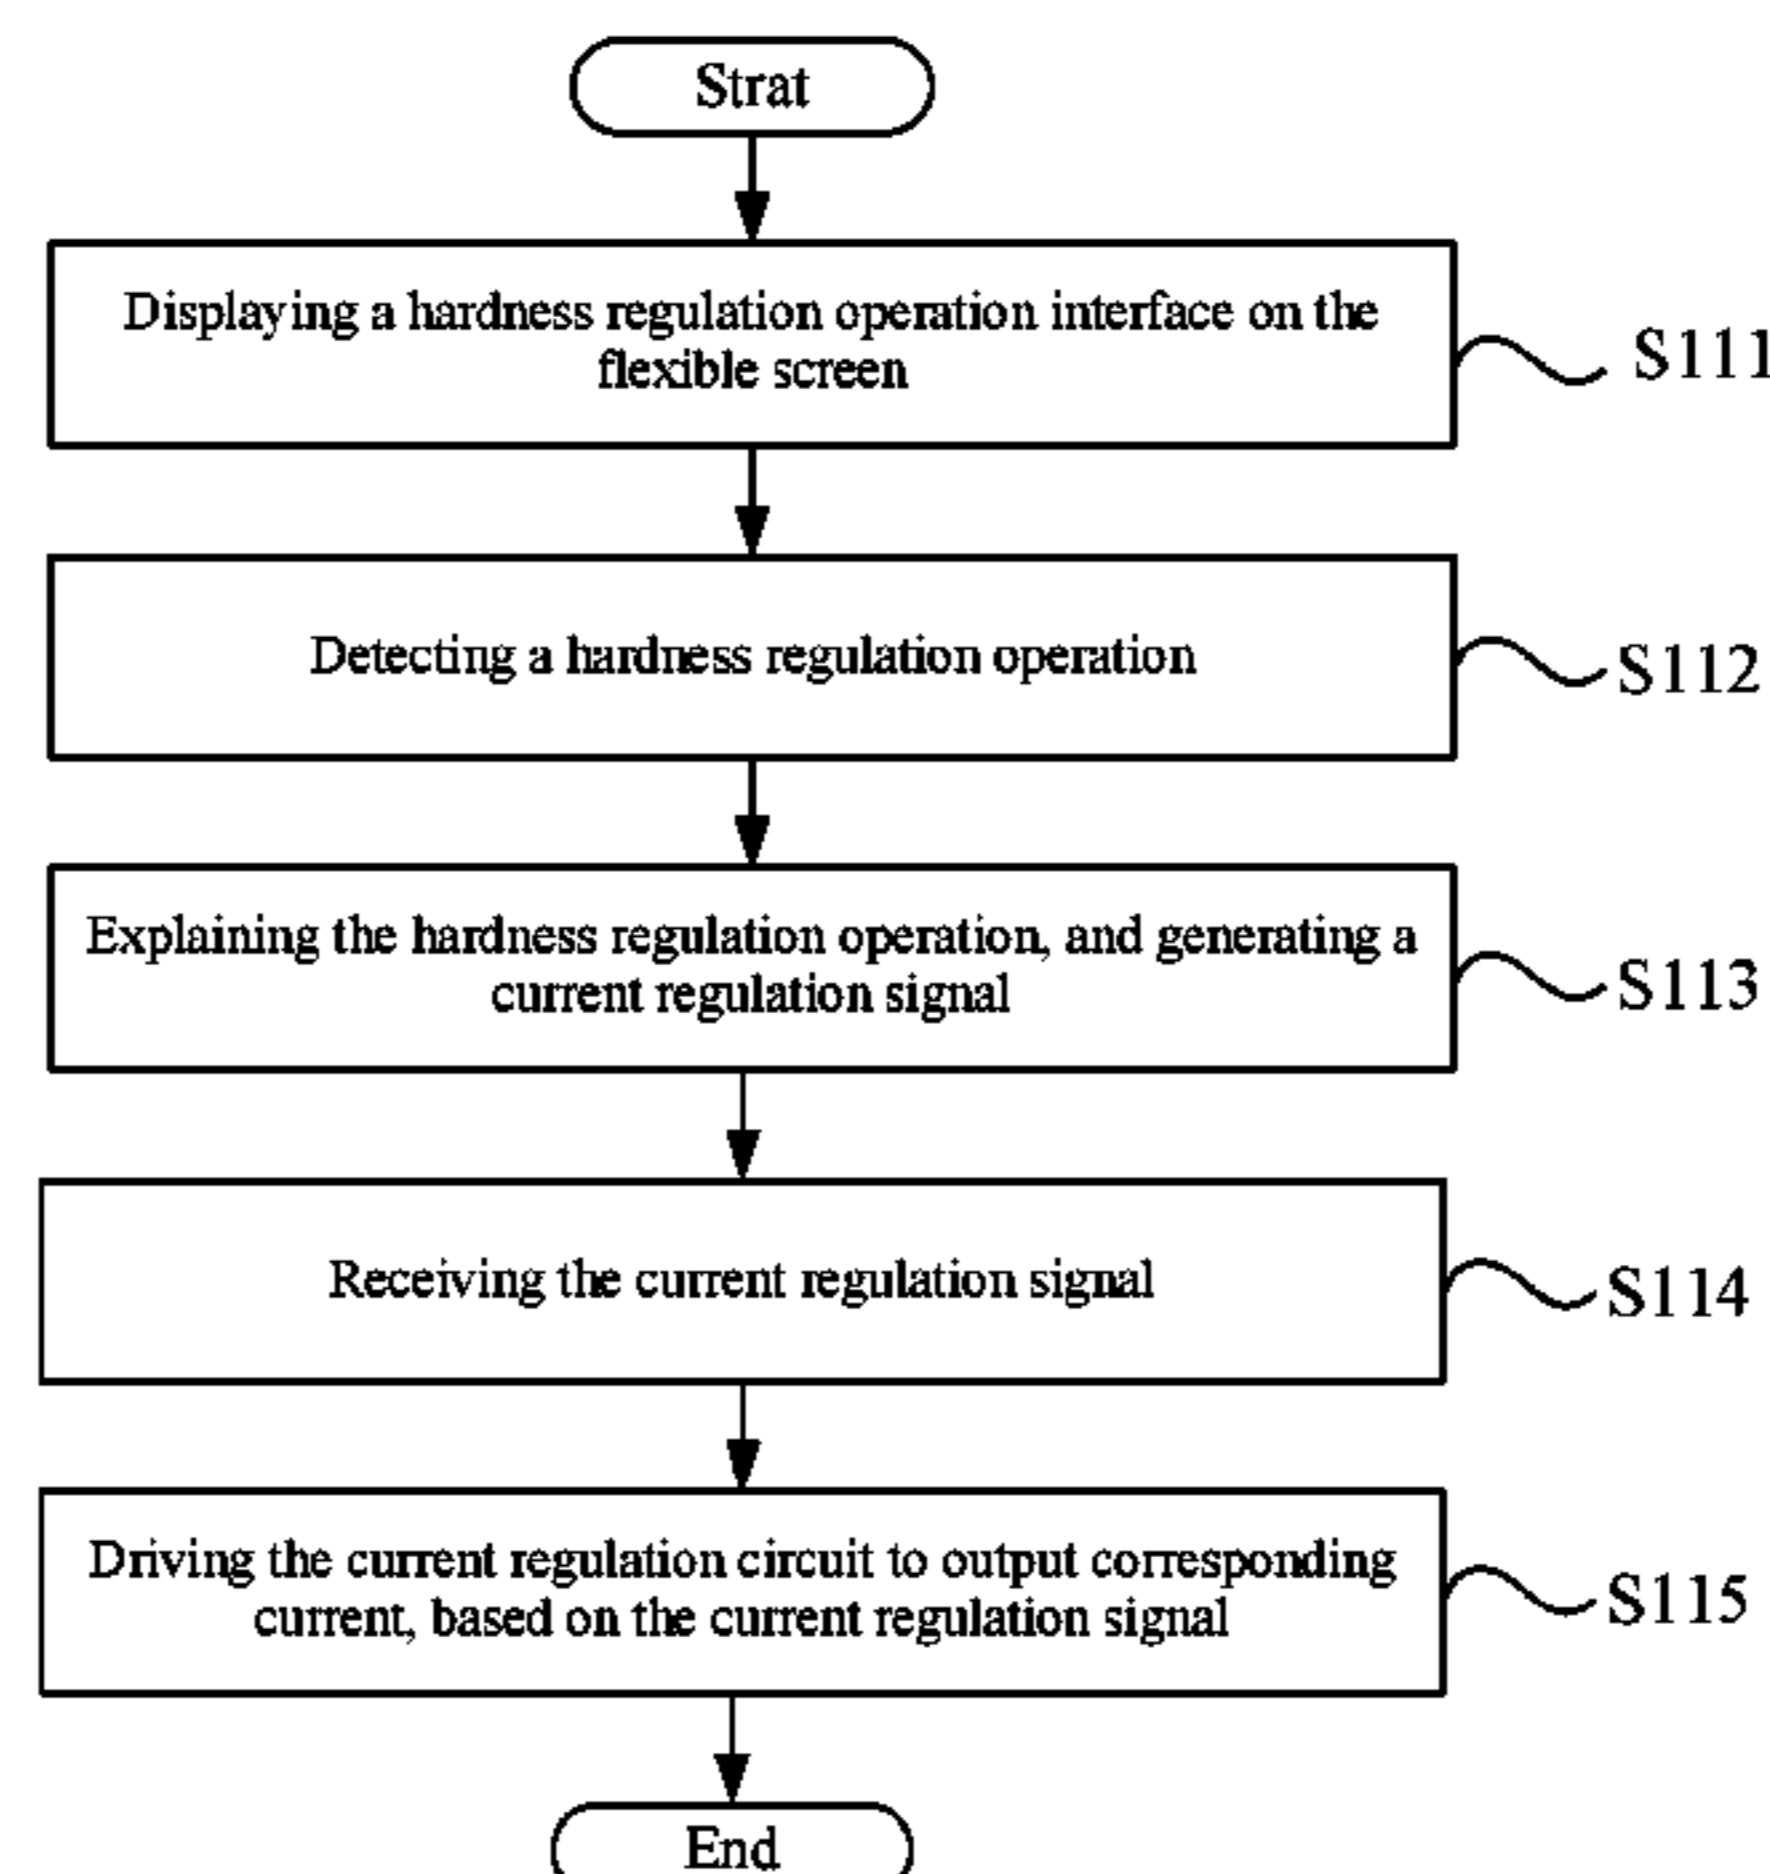 Strat
Displaying a hardness regulation operation interface on the
flexible screen
S111
Detecting a hardness regulation operation
S112
Explaining the hardness regulation operation, and generating a
current regulation signal
S113
Receiving the current regulation signal
S114
Driving the current regulation circuit to output corresponding
current, based on the current regulation signal
S115
End